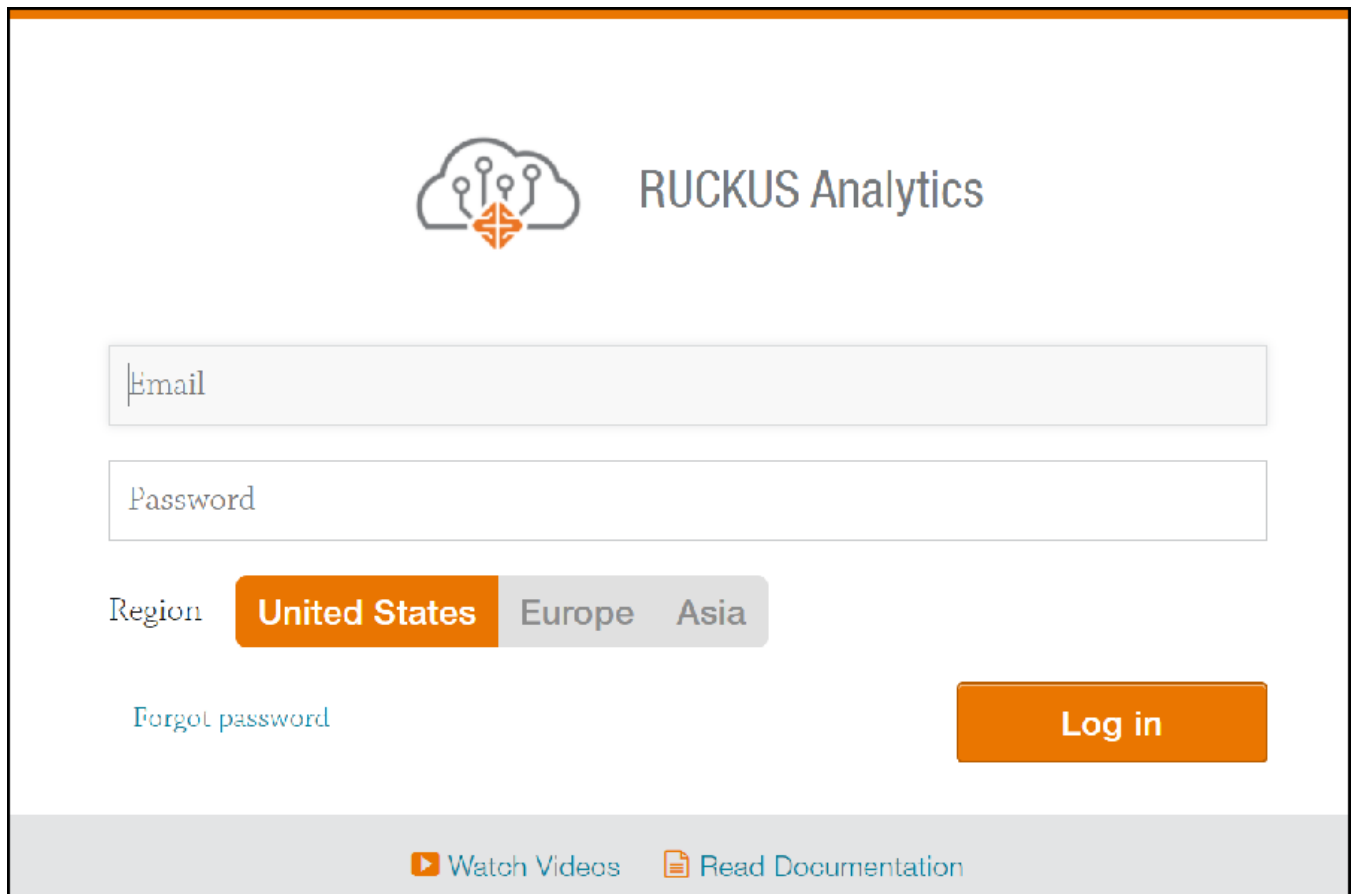 RUCKUS Analytics
Email
Password
Region United States Europe Asia
Forgot password Log in
Watch Videos Read Documentation